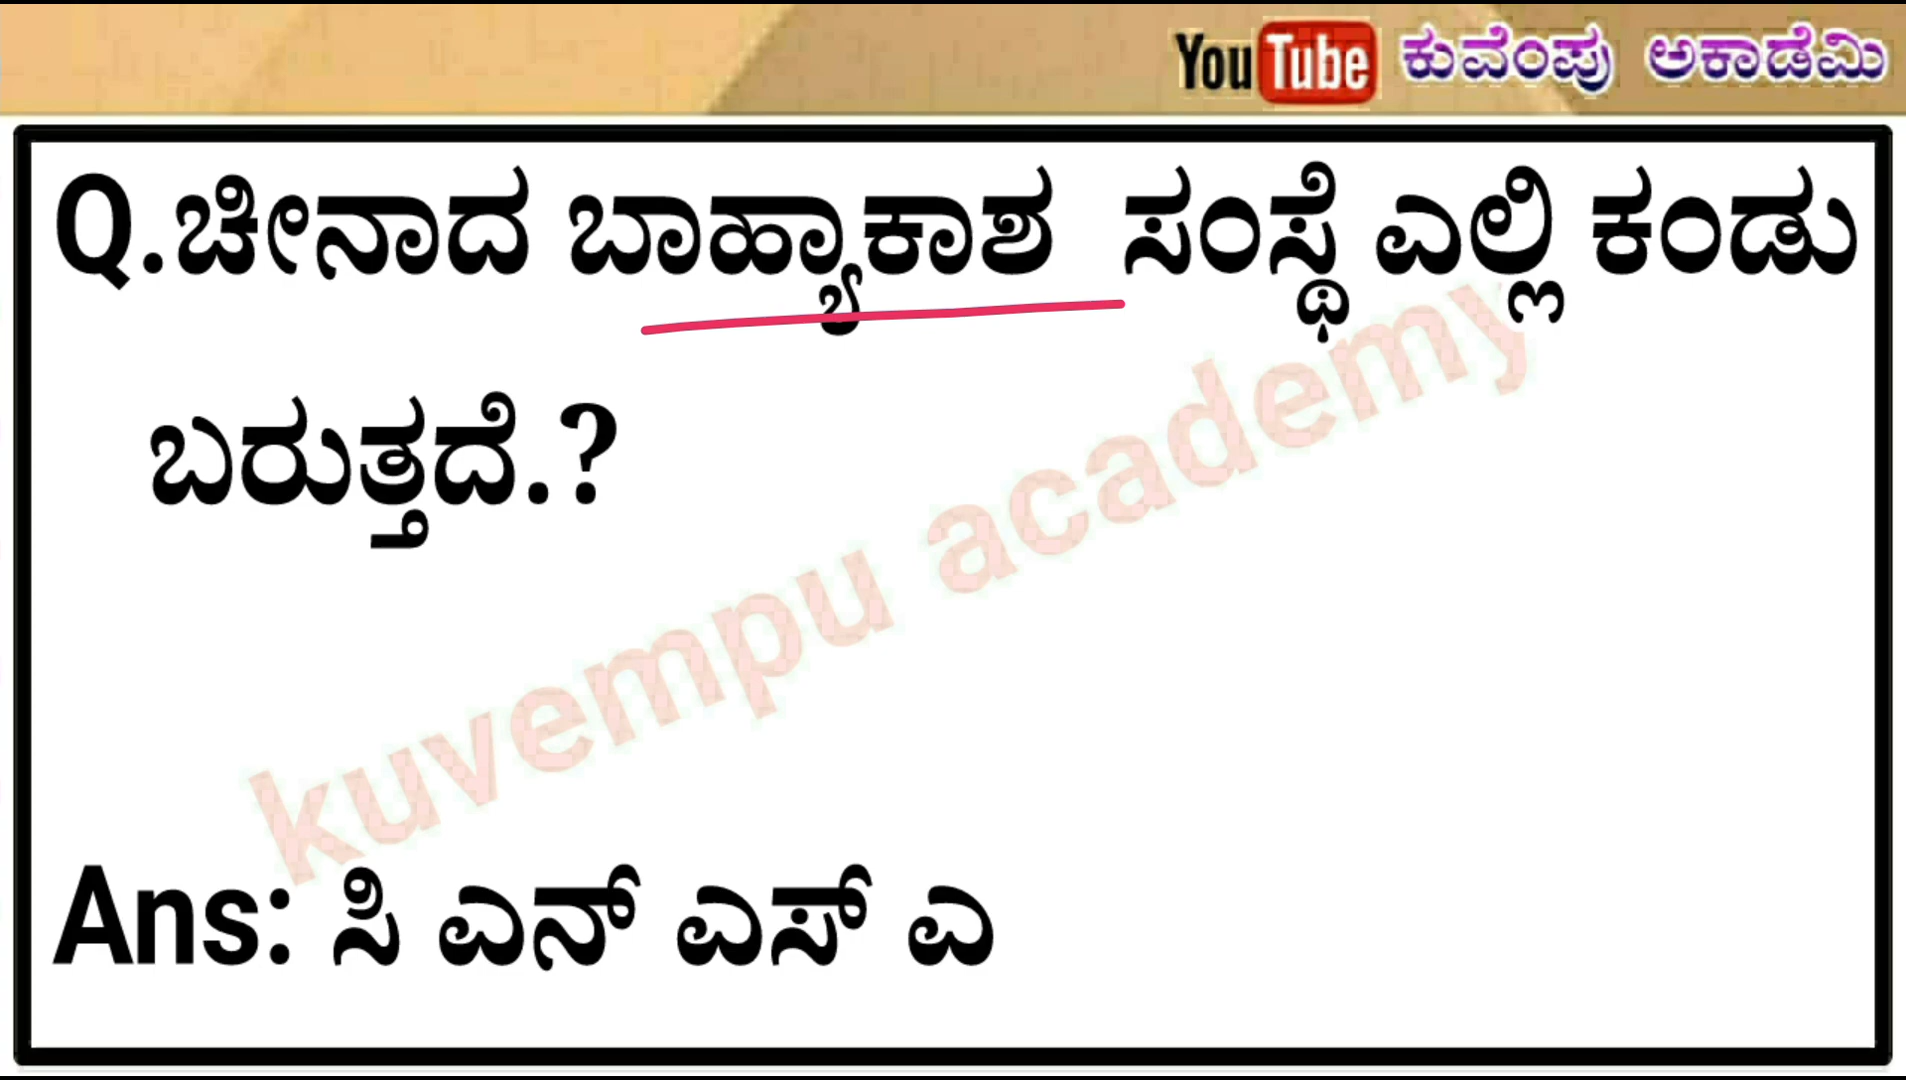 YouTube ಕುವೆಂಪು ಅಕಾಡೆಮಿ
Q.ಚೀನಾದ ಬಾಹ್ಯಾಕಾಶ ಸಂಸ್ಥೆ ಎಲ್ಲಿ ಕಂಡು
ಬರುತ್ತದೆ.?
kuvempu academy
Ans: ಸಿ ಎನ್ ಎಸ್ ಎ